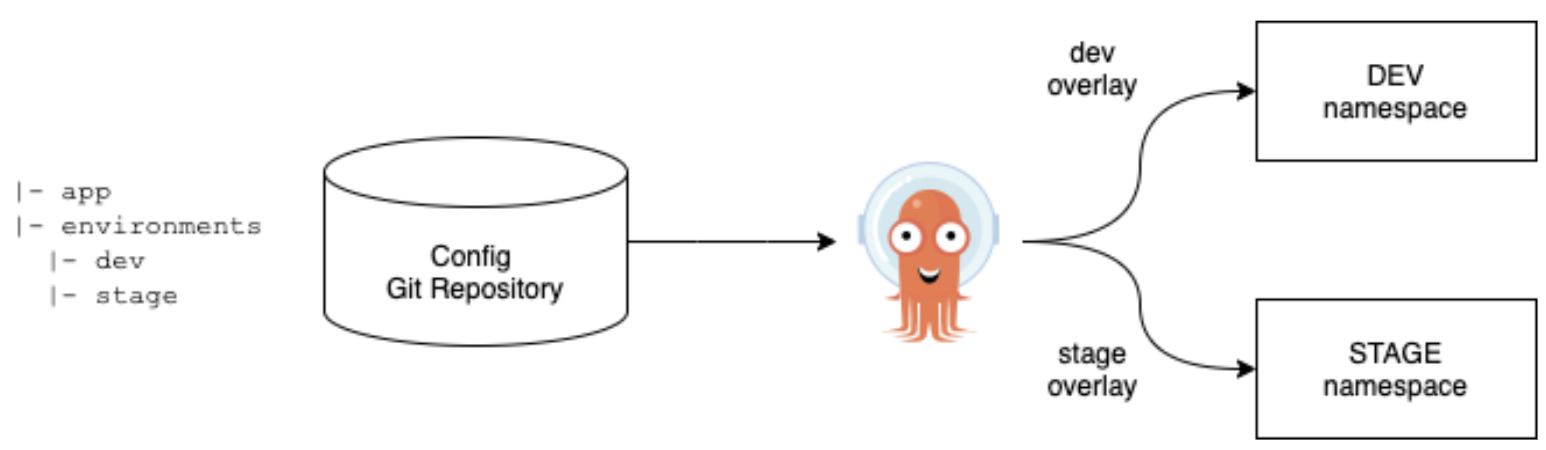 |- app
|- environments
  |- dev
  |- stage
Config
Git Repository
dev
overlay
stage
overlay
DEV
namespace
STAGE
namespace